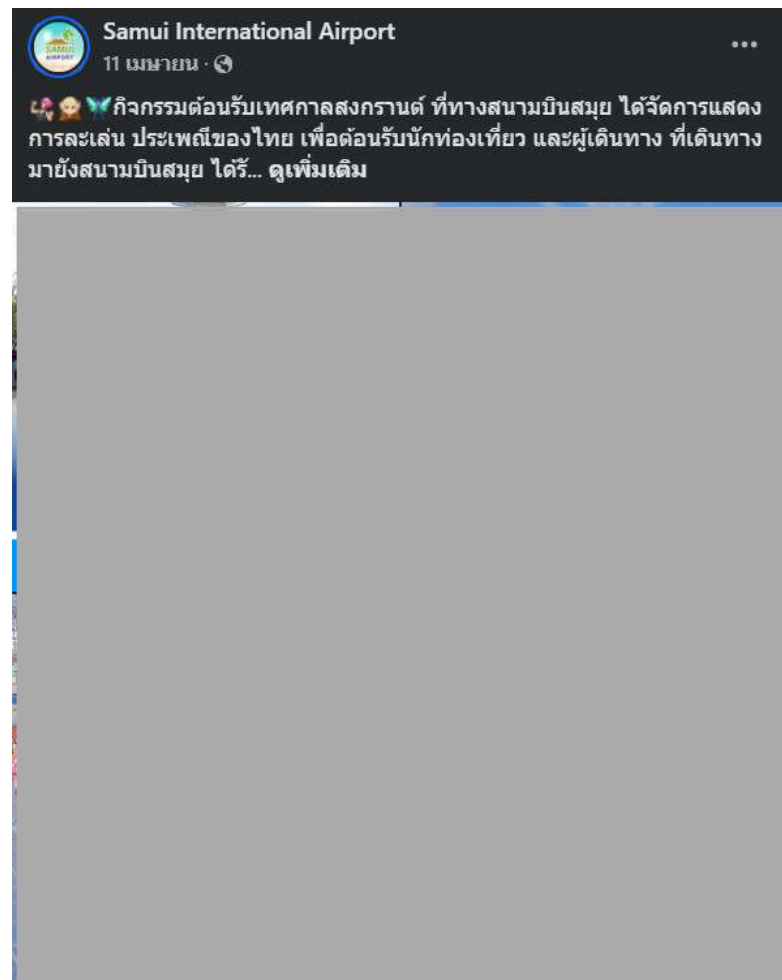 Samui International Airport
11 เมษายน ·
กิจกรรมต้อนรับเทศกาลสงกรานต์ ที่ทางสนามบินสมุย ได้จัดการแสดง
การละเล่น ประเพณีของไทย เพื่อต้อนรับนักท่องเที่ยว และผู้เดินทาง ที่เดินทาง
มายังสนามบินสมุย ได้รั... ดูเพิ่มเติม
SAMUI
AIRPORT